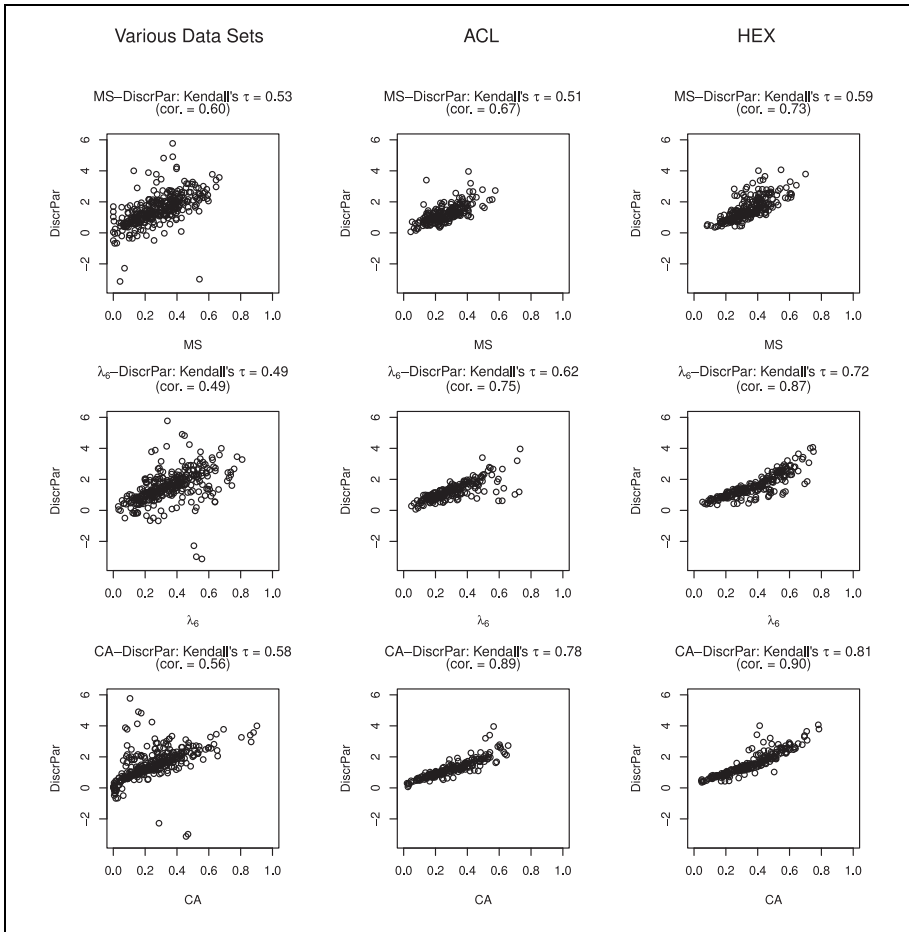 Various Data Sets
ACL
HEX
MS−DiscrPar: Kendall's τ = 0.53
(cor. = 0.60)
DiscrPar
6
4
2
0
−2
0.0 0.2 0.4 0.6 0.8 1.0
MS
MS−DiscrPar: Kendall's τ = 0.51
(cor. = 0.67)
DiscrPar
6
4
2
0
−2
0.0 0.2 0.4 0.6 0.8 1.0
MS
MS−DiscrPar: Kendall's τ = 0.59
(cor. = 0.73)
DiscrPar
6
4
2
0
−2
0.0 0.2 0.4 0.6 0.8 1.0
MS
λ₆−DiscrPar: Kendall's τ = 0.49
(cor. = 0.49)
DiscrPar
6
4
2
0
−2
0.0 0.2 0.4 0.6 0.8 1.0
λ₆
λ₆−DiscrPar: Kendall's τ = 0.62
(cor. = 0.75)
DiscrPar
6
4
2
0
−2
0.0 0.2 0.4 0.6 0.8 1.0
λ₆
λ₆−DiscrPar: Kendall's τ = 0.72
(cor. = 0.87)
DiscrPar
6
4
2
0
−2
0.0 0.2 0.4 0.6 0.8 1.0
λ₆
CA−DiscrPar: Kendall's τ = 0.58
(cor. = 0.56)
DiscrPar
6
4
2
0
−2
0.0 0.2 0.4 0.6 0.8 1.0
CA
CA−DiscrPar: Kendall's τ = 0.78
(cor. = 0.89)
DiscrPar
6
4
2
0
−2
0.0 0.2 0.4 0.6 0.8 1.0
CA
CA−DiscrPar: Kendall's τ = 0.81
(cor. = 0.90)
DiscrPar
6
4
2
0
−2
0.0 0.2 0.4 0.6 0.8 1.0
CA